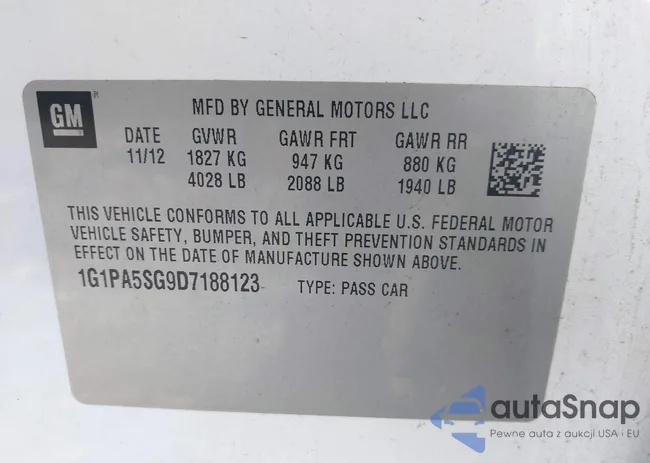 GM
MFD BY GENERAL MOTORS LLC
DATE GVWR GAWR FRT GAWR RR
11/12 1827 KG 947 KG 880 KG
4028 LB 2088 LB 1940 LB
THIS VEHICLE CONFORMS TO ALL APPLICABLE U.S. FEDERAL MOTOR
VEHICLE SAFETY, BUMPER, AND THEFT PREVENTION STANDARDS IN
EFFECT ON THE DATE OF MANUFACTURE SHOWN ABOVE.
1G1PA5SG9D7188123 TYPE: PASS CAR
autaSnap
Pewne auta z aukcji USA i EU